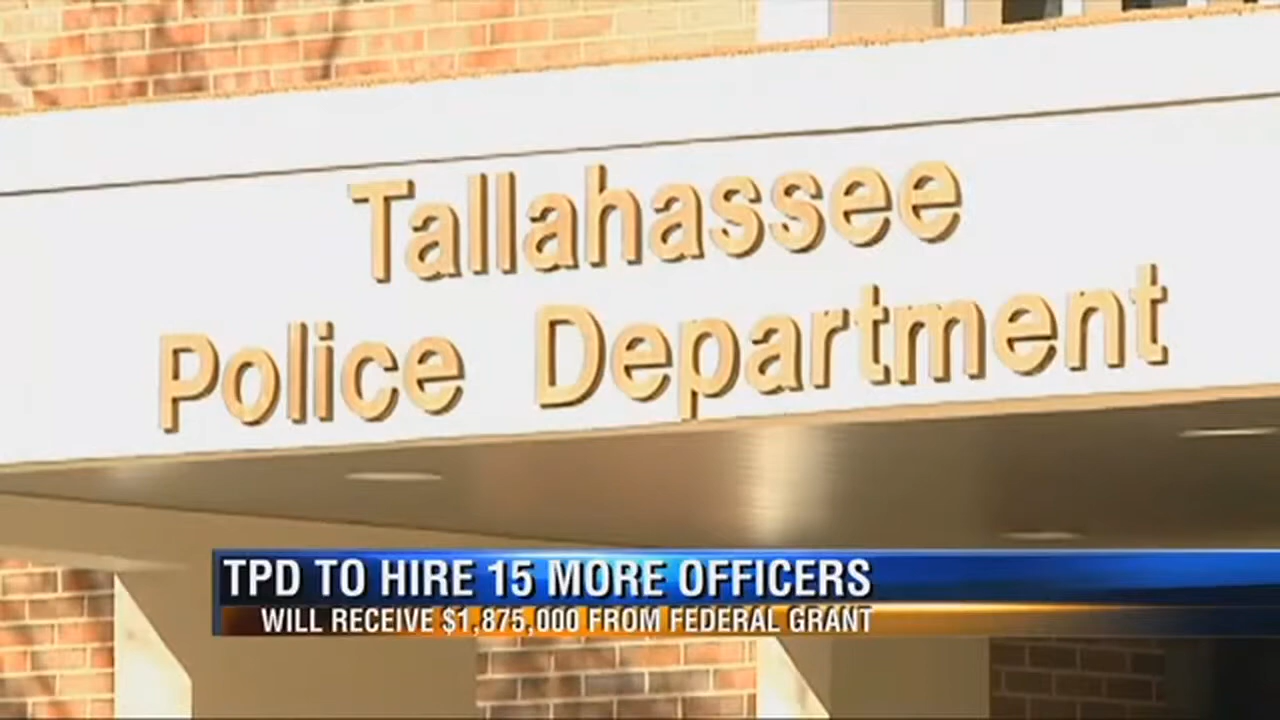 Tallahassee
Police Department
TPD TO HIRE 15 MORE OFFICERS
WILL RECEIVE $1,875,000 FROM FEDERAL GRANT